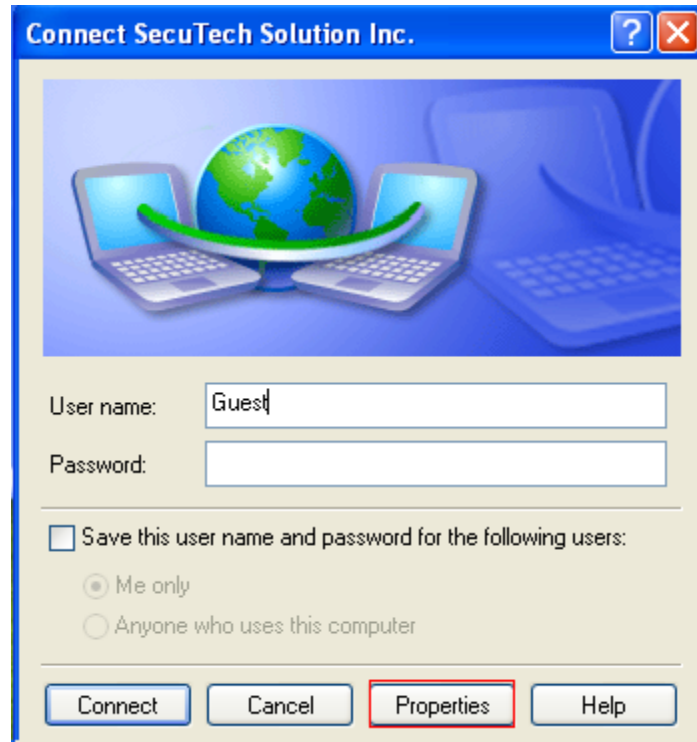 Connect SecuTech Solution Inc.
User name: Guest
Password:
Save this user name and password for the following users:
Me only
Anyone who uses this computer
Connect Cancel Properties Help